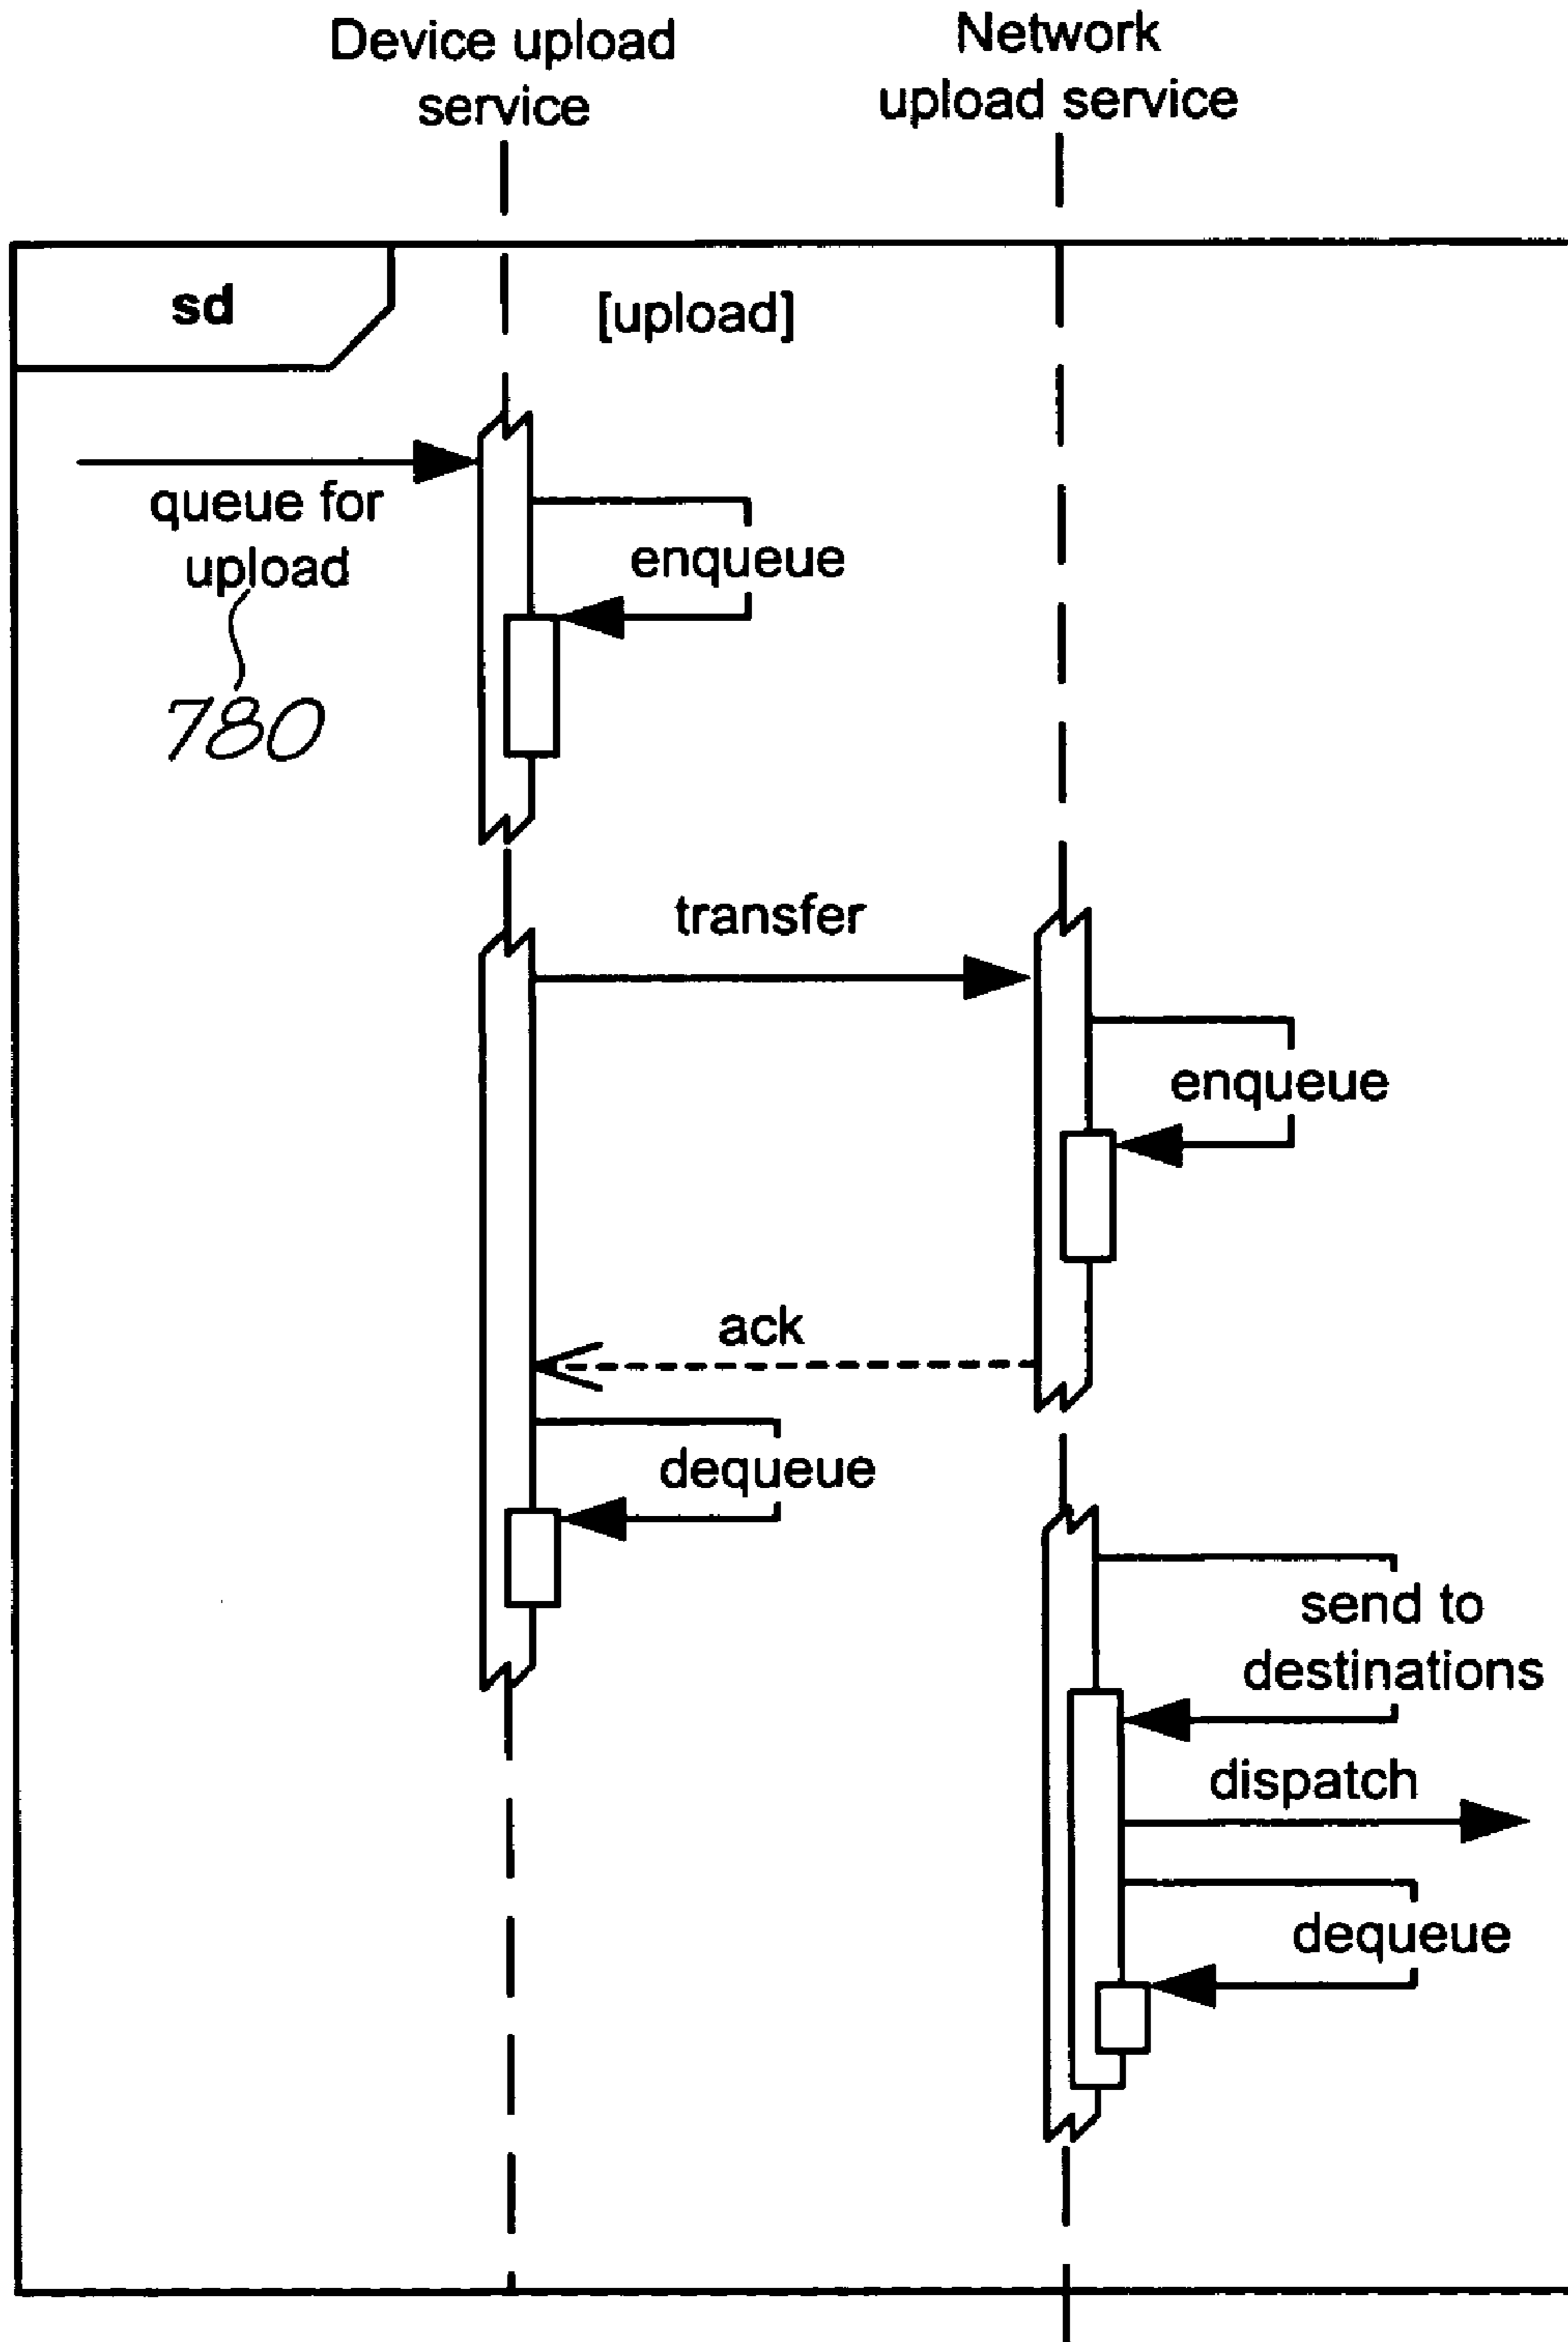 Device upload
service
Network
upload service
sd
[upload]
queue for
upload
780
enqueue
transfer
enqueue
ack
dequeue
send to
destinations
dispatch
dequeue